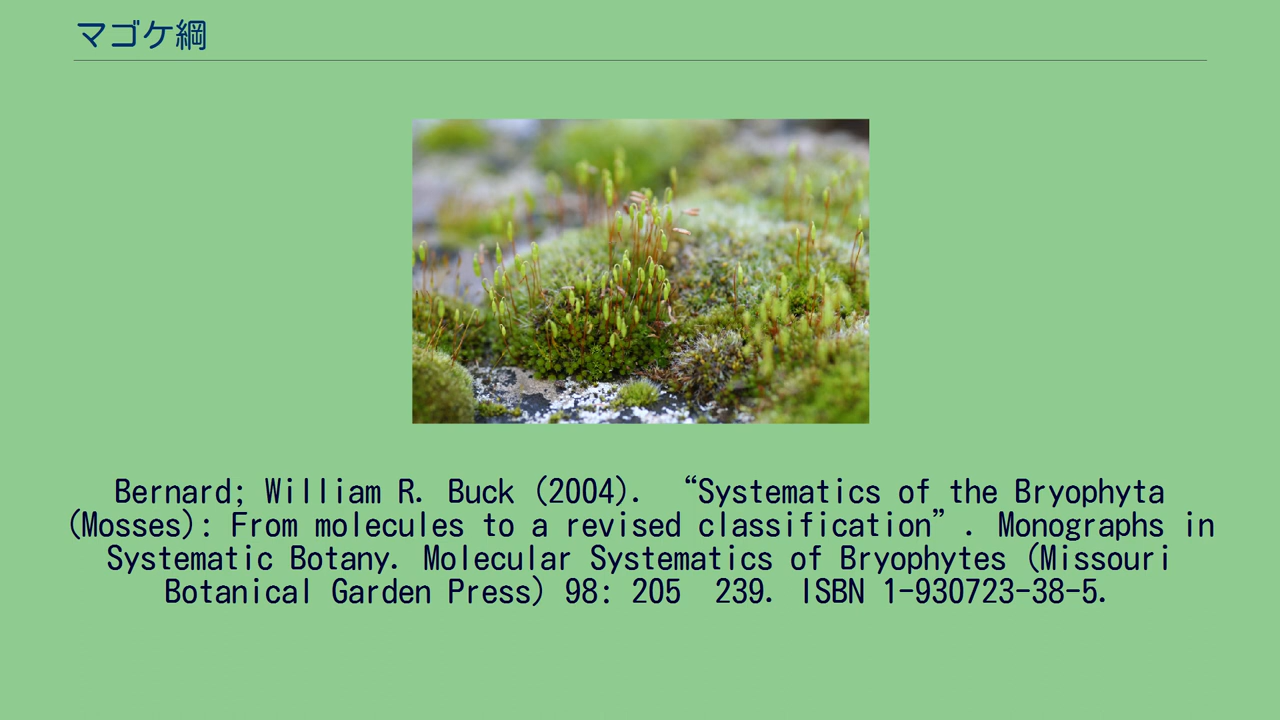 マゴケ綱
Bernard; William R. Buck (2004). “Systematics of the Bryophyta
(Mosses): From molecules to a revised classification”. Monographs in
Systematic Botany. Molecular Systematics of Bryophytes (Missouri
Botanical Garden Press) 98: 205 239. ISBN 1-930723-38-5.